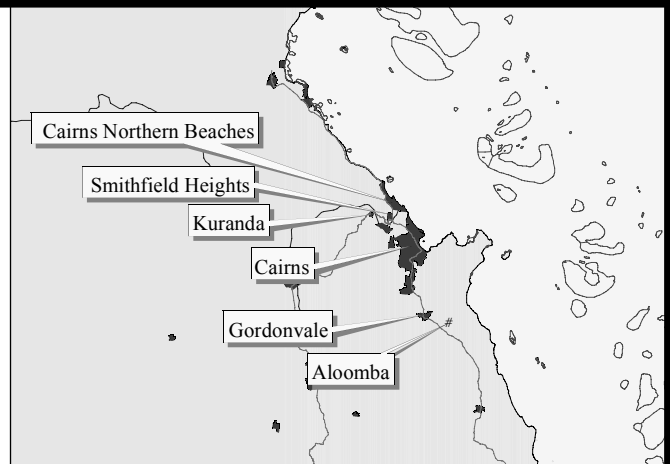 Cairns Northern Beaches
Smithfield Heights
Kuranda
Cairns
Gordonvale
#
Aloomba